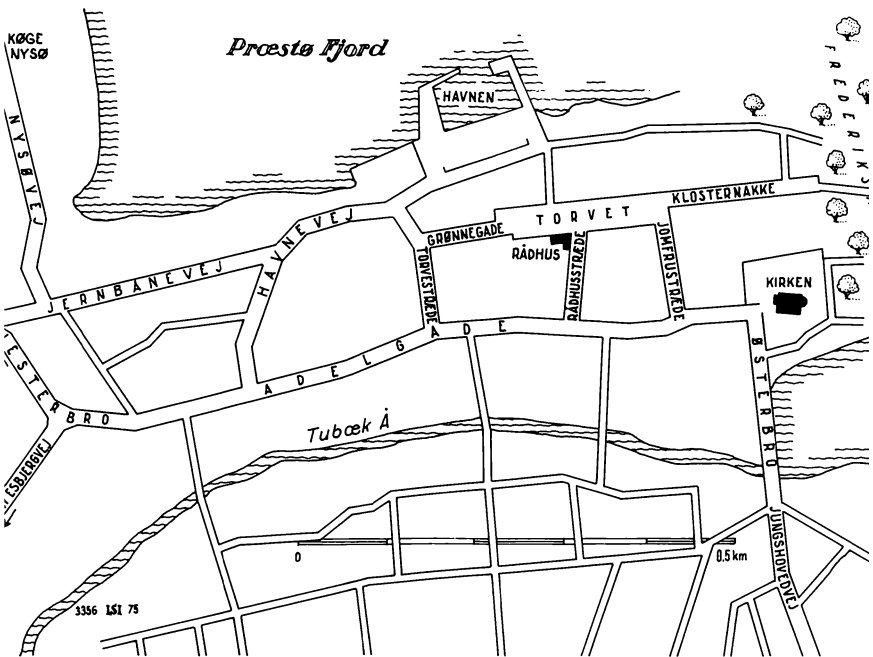 KØGE
NYSØ
Præstø Fjord
HAVNEN
FREDERIKS
NYSØVEJ
KLOSTERNAKKE
TORVET
GRØNNEGADE
HAVNEVEJ
RÅDHUS
RÅDHUSSTRÆDE
JOMFRUSTRÆDE
TORVESTRÆDE
JERNBANEVEJ
KIRKEN
ADELGADE
ESTERBRO
ØSTERBRO
Tubæk Å
ESBJERGVEJ
JUNGSHOVEDVEJ
0
0,5 km
3356 LSI 75